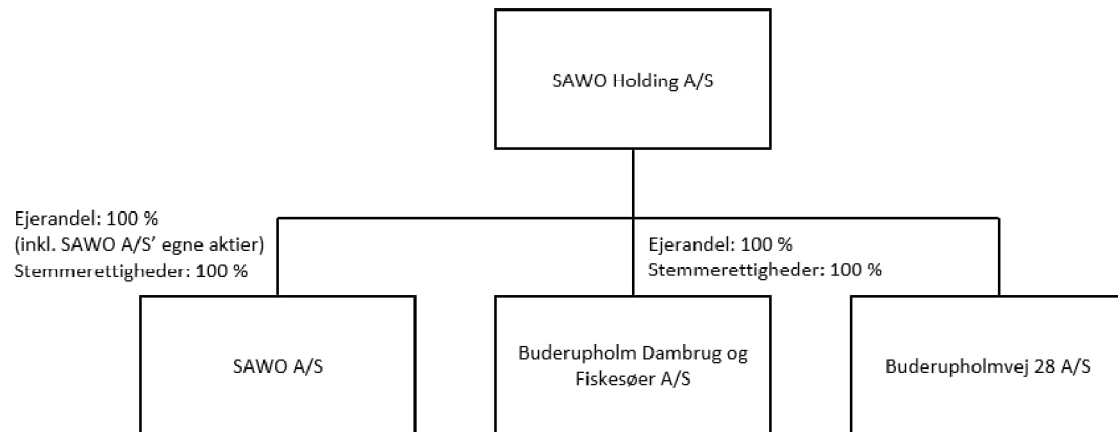 SAWO Holding A/S
Ejerandel: 100 %
(inkl. SAWO A/S' egne aktier)
Stemmerettigheder: 100 %
Ejerandel: 100 %
Stemmerettigheder: 100 %
SAWO A/S
Buderupholm Dambrug og
Fiskesøer A/S
Buderupholmvej 28 A/S